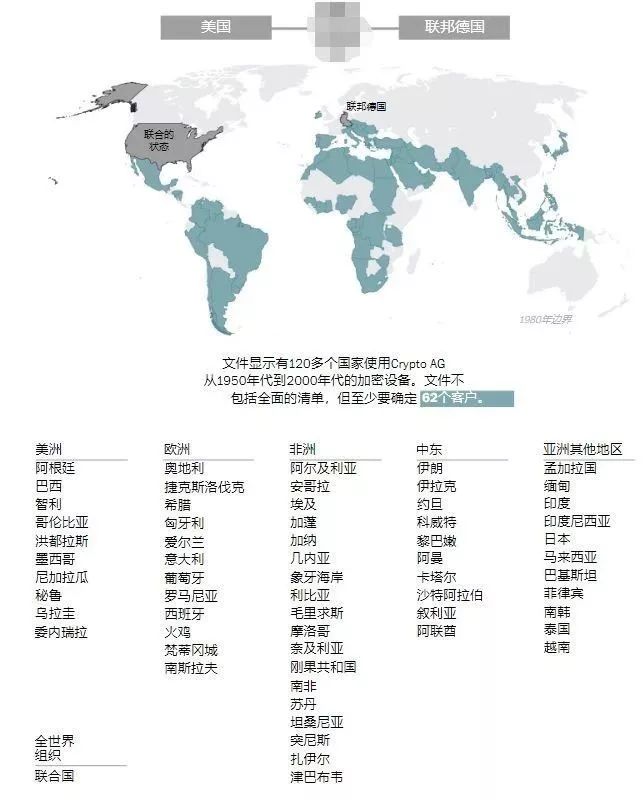 美国
联邦德国
联邦德国
联合的
状态
1980年边界
文件显示有120多个国家使用Crypto AG
从1950年代到2000年代的加密设备。文件不
包括全面的清单，但至少要确定 62个客户。
美洲
阿根廷
巴西
智利
哥伦比亚
洪都拉斯
墨西哥
尼加拉瓜
秘鲁
乌拉圭
委内瑞拉
欧洲
奥地利
捷克斯洛伐克
希腊
匈牙利
爱尔兰
意大利
葡萄牙
罗马尼亚
西班牙
火鸡
梵蒂冈城
南斯拉夫
非洲
阿尔及利亚
安哥拉
埃及
加蓬
加纳
几内亚
象牙海岸
利比亚
毛里求斯
摩洛哥
奈及利亚
刚果共和国
南非
苏丹
坦桑尼亚
突尼斯
扎伊尔
津巴布韦
中东
伊朗
伊拉克
约旦
科威特
黎巴嫩
阿曼
卡塔尔
沙特阿拉伯
叙利亚
阿联酋
亚洲其他地区
孟加拉国
缅甸
印度
印度尼西亚
日本
马来西亚
巴基斯坦
菲律宾
南韩
泰国
越南
全世界
组织
联合国